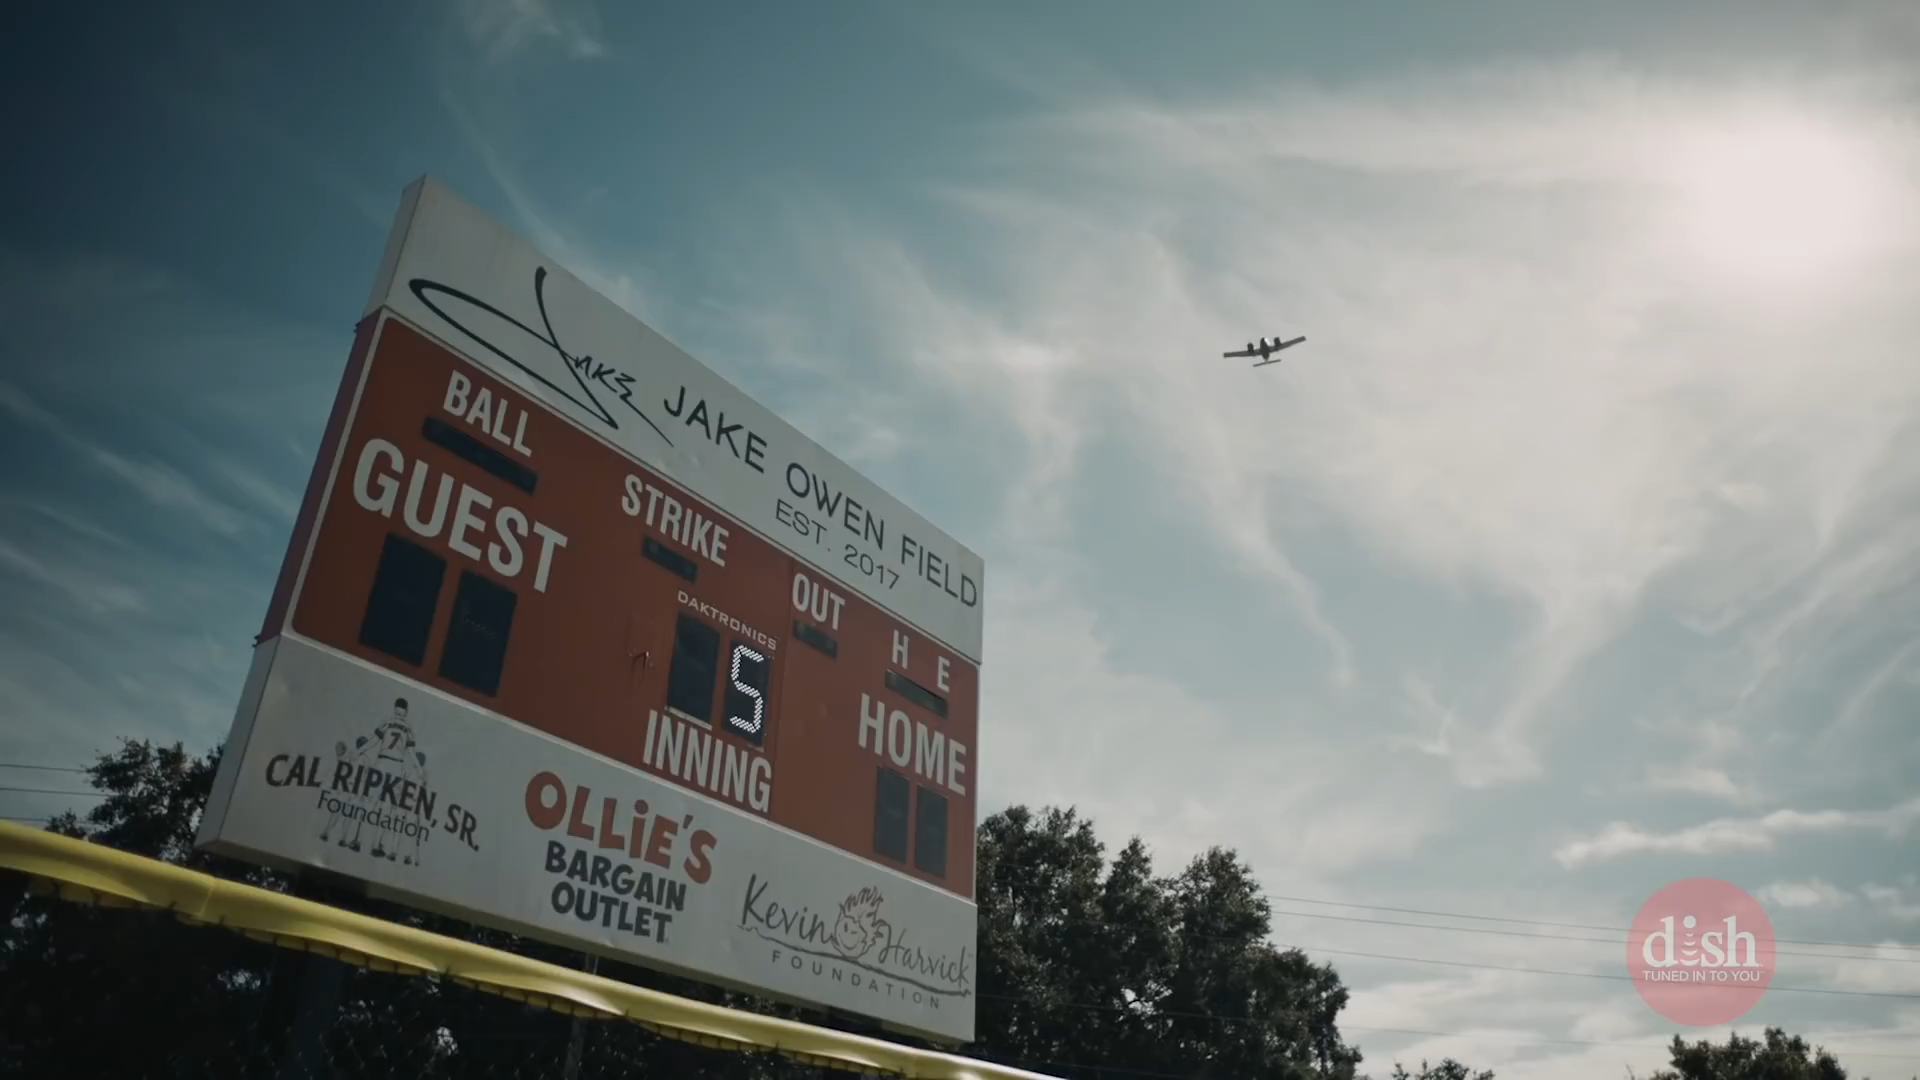 Jake
JAKE OWEN FIELD
EST. 2017
BALL
GUEST
STRIKE
OUT
H E
DAKTRONICS
5
INNING
HOME
7
CAL RIPKEN, SR.
Foundation
OLLiE'S
BARGAIN
OUTLET
Kevin Harvick
FOUNDATION
dish
TUNED IN TO YOU